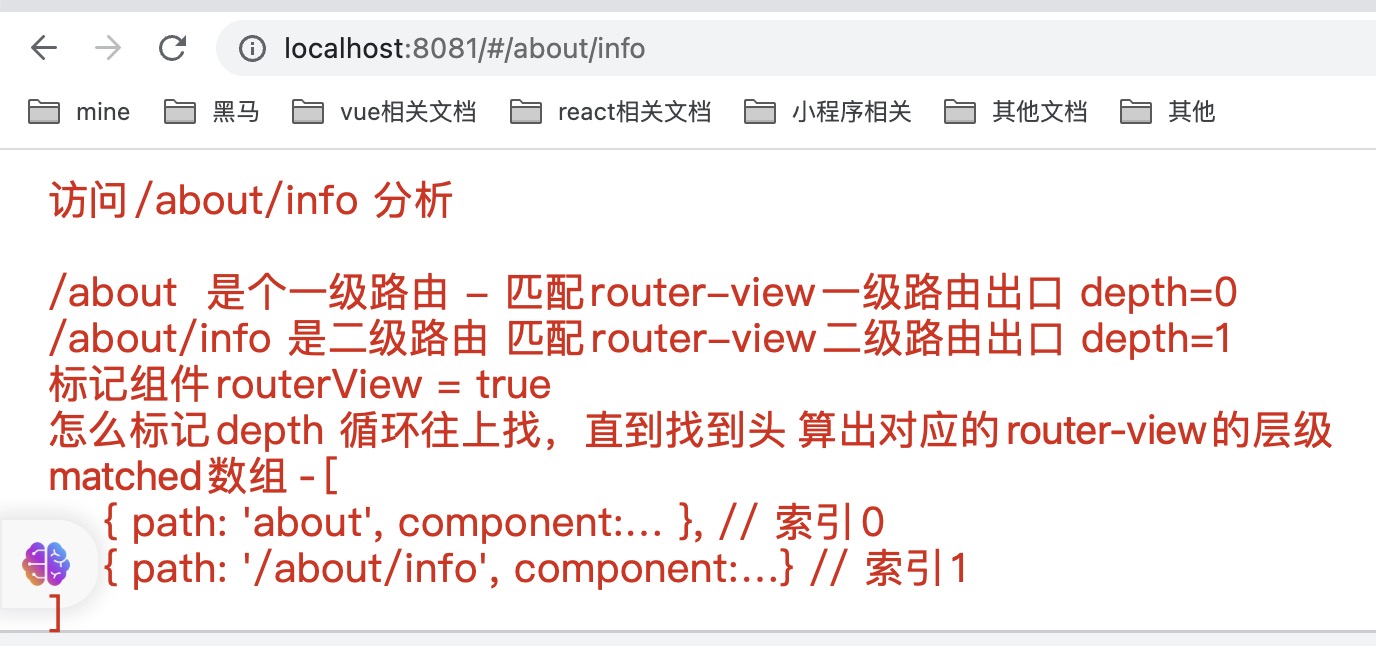 localhost:8081/#/about/info
mine 黑马 vue相关文档 react相关文档 小程序相关 其他文档 其他
访问/about/info 分析
/about 是个一级路由 – 匹配router–view一级路由出口 depth=0
/about/info 是二级路由 匹配router–view二级路由出口 depth=1
标记组件routerView = true
怎么标记depth 循环往上找，直到找到头 算出对应的router-view的层级
matched数组 - [
{ path: 'about', component:... }, // 索引0
{ path: '/about/info', component:...} // 索引1
]